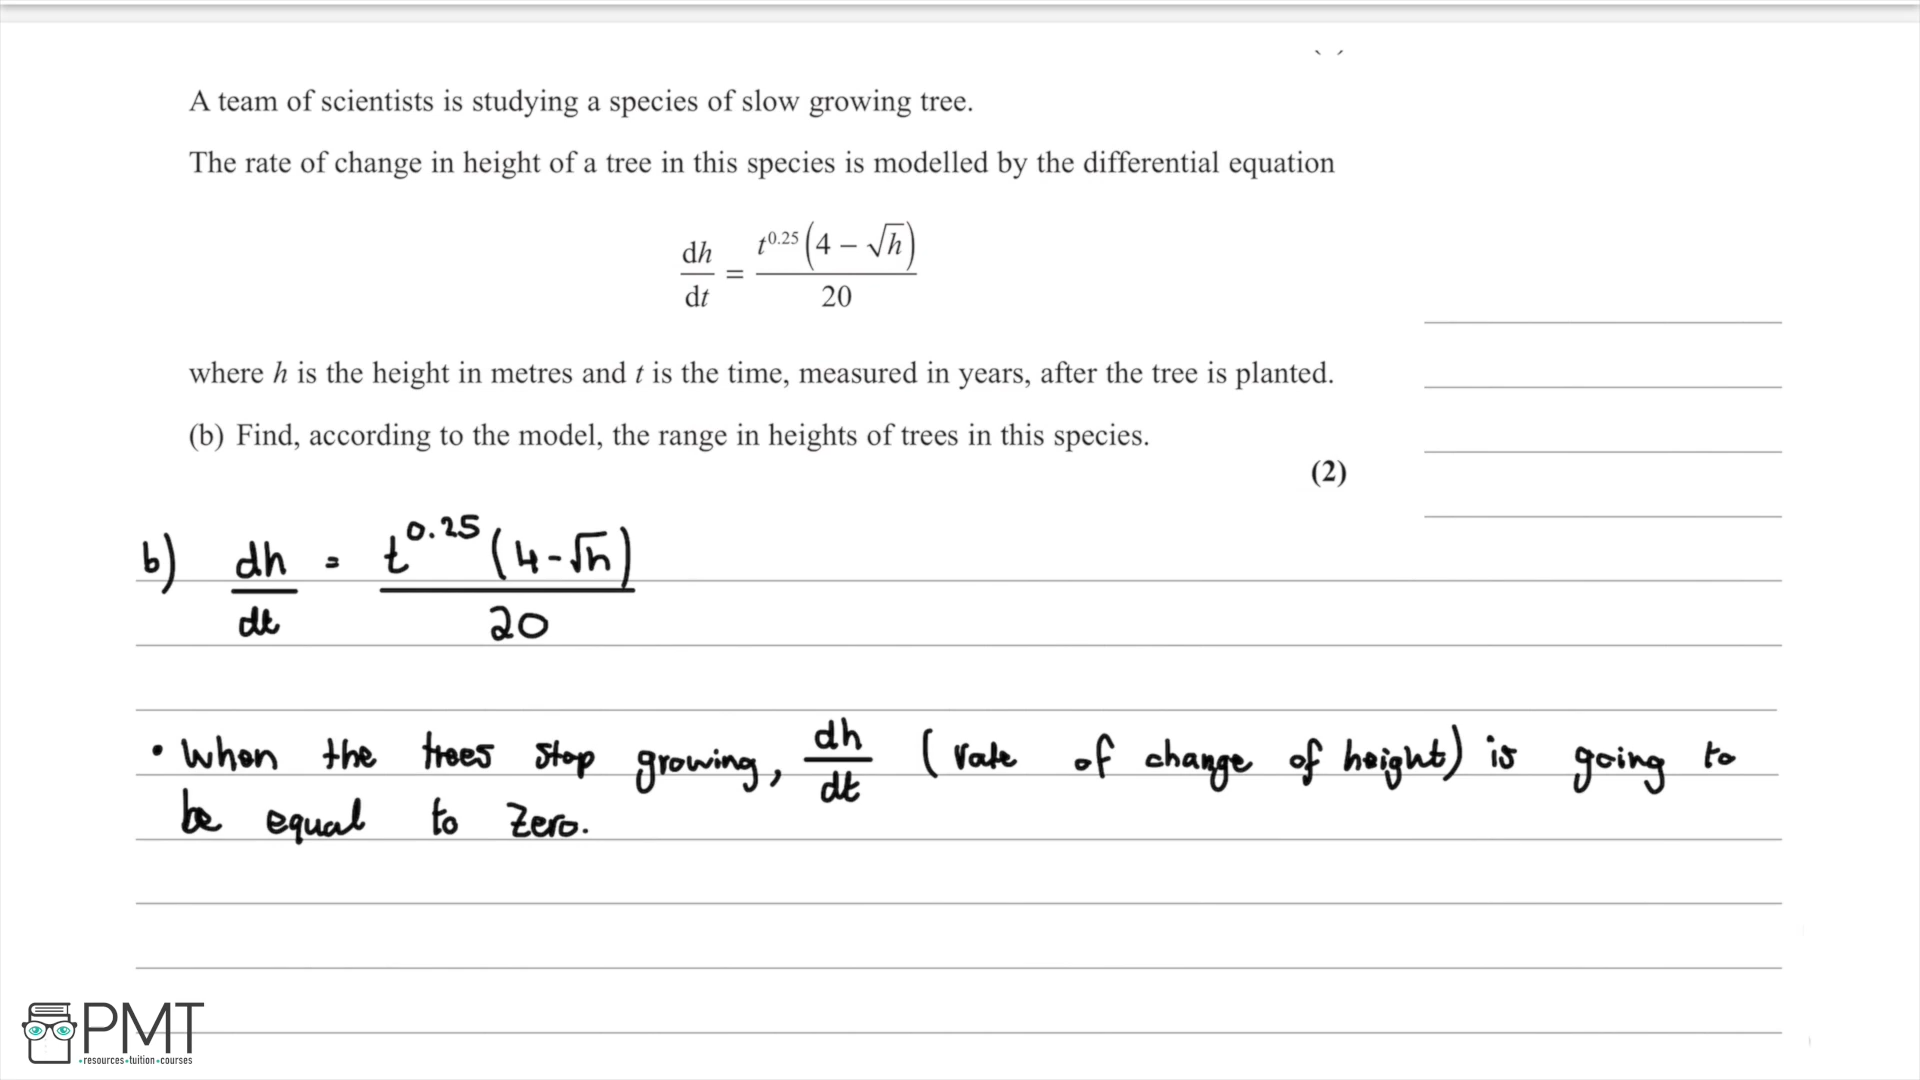 A team of scientists is studying a species of slow growing tree.
The rate of change in height of a tree in this species is modelled by the differential equation
dh/dt = t^0.25(4 − √h)/20
where h is the height in metres and t is the time, measured in years, after the tree is planted.
(b) Find, according to the model, the range in heights of trees in this species.
(2)
b) dh/dt = t^0.25(4-√h)/20
• When the trees stop growing, dh/dt (rate of change of height) is going to
be equal to zero.
PMT
•resources•tuition•courses